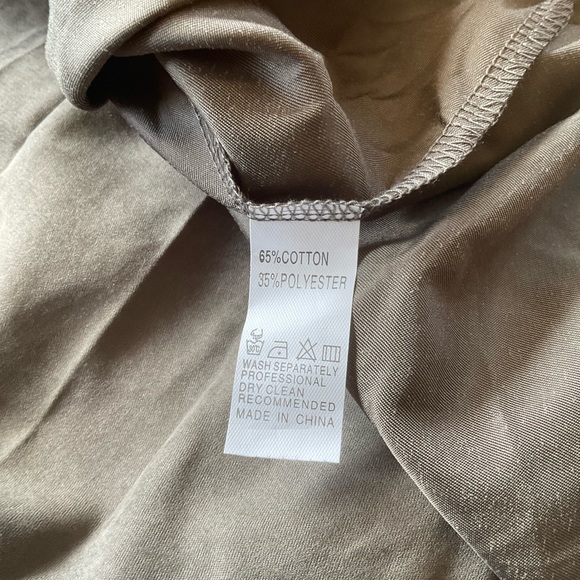 65%COTTON
35%POLYESTER
WASH SEPARATELY
PROFESSIONAL
DRY CLEAN
RECOMMENDED
MADE IN CHINA